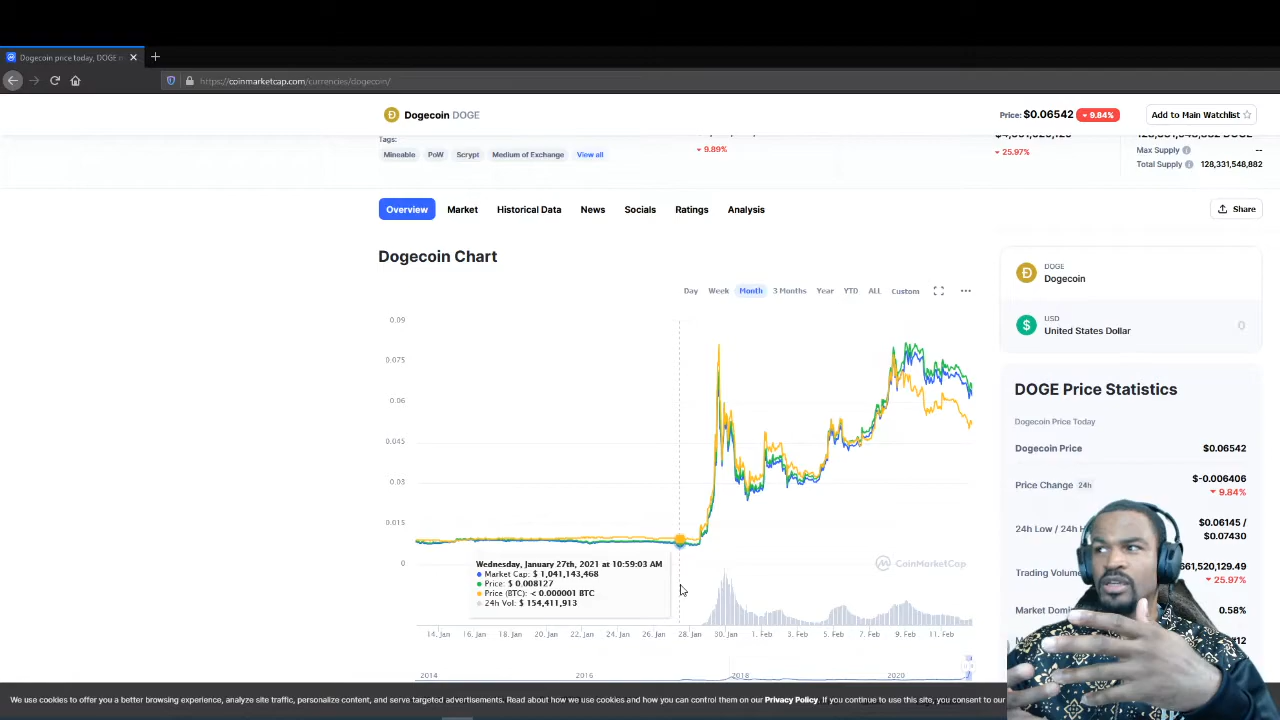 Dogecoin price today, DOGE
https://coinmarketcap.com/currencies/dogecoin/
Dogecoin DOGE
Price: $0.06542 9.84%
Add to Main Watchlist
Tags:
Mineable PoW Scrypt Medium of Exchange View all
9.89%
25.97%
Max Supply --
Total Supply 128,331,548,882
Overview Market Historical Data News Socials Ratings Analysis
Share
Dogecoin Chart
Day Week Month 3 Months Year YTD ALL Custom
DOGE
Dogecoin
USD
United States Dollar
0
0.09
0.075
0.06
0.045
0.03
0.015
0
Wednesday, January 27th, 2021 at 10:59:03 AM
Market Cap: $ 1,041,143,468
Price: $ 0.008127
Price (BTC): < 0.000001 BTC
24h Vol: $ 154,411,913
CoinMarketCap
14. Jan 16. Jan 18. Jan 20. Jan 22. Jan 24. Jan 26. Jan 28. Jan 30. Jan 1. Feb 3. Feb 5. Feb 7. Feb 9. Feb 11. Feb
2014 2016 2018 2020
DOGE Price Statistics
Dogecoin Price Today
Dogecoin Price $0.06542
Price Change 24h $-0.006406
9.84%
24h Low / 24h $0.06145 /
$0.07430
Trading 661,520,129.49
25.97%
Market 0.58%
We use cookies to offer you a better browsing experience, analyze site traffic, personalize content, and serve targeted advertisements. Read about how we use cookies and how you can control them on our Privacy Policy. If you continue to use this site, you consent to our